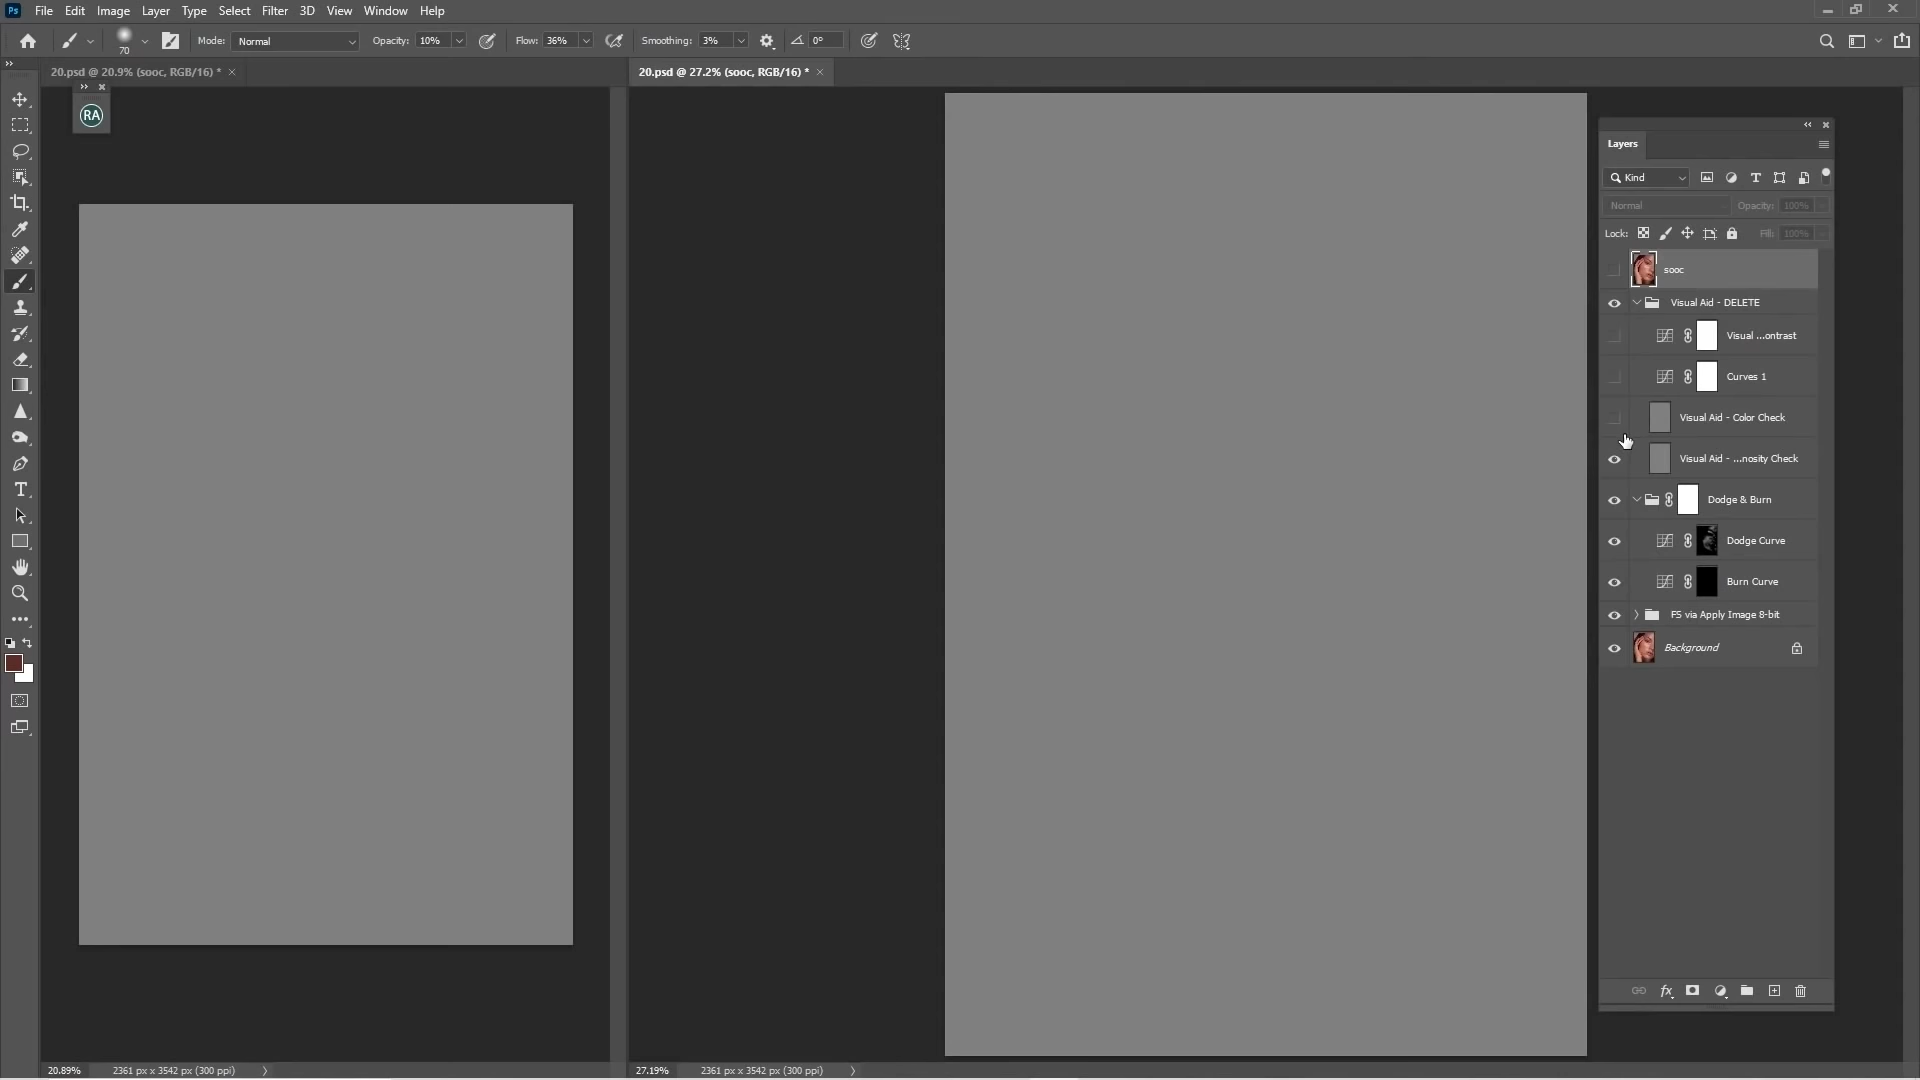 Ps File Edit Image Layer Type Select Filter 3D View Window Help
70 Mode: Normal Opacity: 10% Flow: 36% Smoothing: 3% 0°
20.psd @ 20.9% (sooc, RGB/16) *
20.psd @ 27.2% (sooc, RGB/16) *
RA
Layers
Kind
Normal Opacity: 100%
Lock: Fill: 100%
sooc
Visual Aid - DELETE
Visual ...ontrast
Curves 1
Visual Aid - Color Check
Visual Aid - ...nosity Check
Dodge & Burn
Dodge Curve
Burn Curve
FS via Apply Image 8-bit
Background
fx
20.89% 2361 px x 3542 px (300 ppi)
27.19% 2361 px x 3542 px (300 ppi)